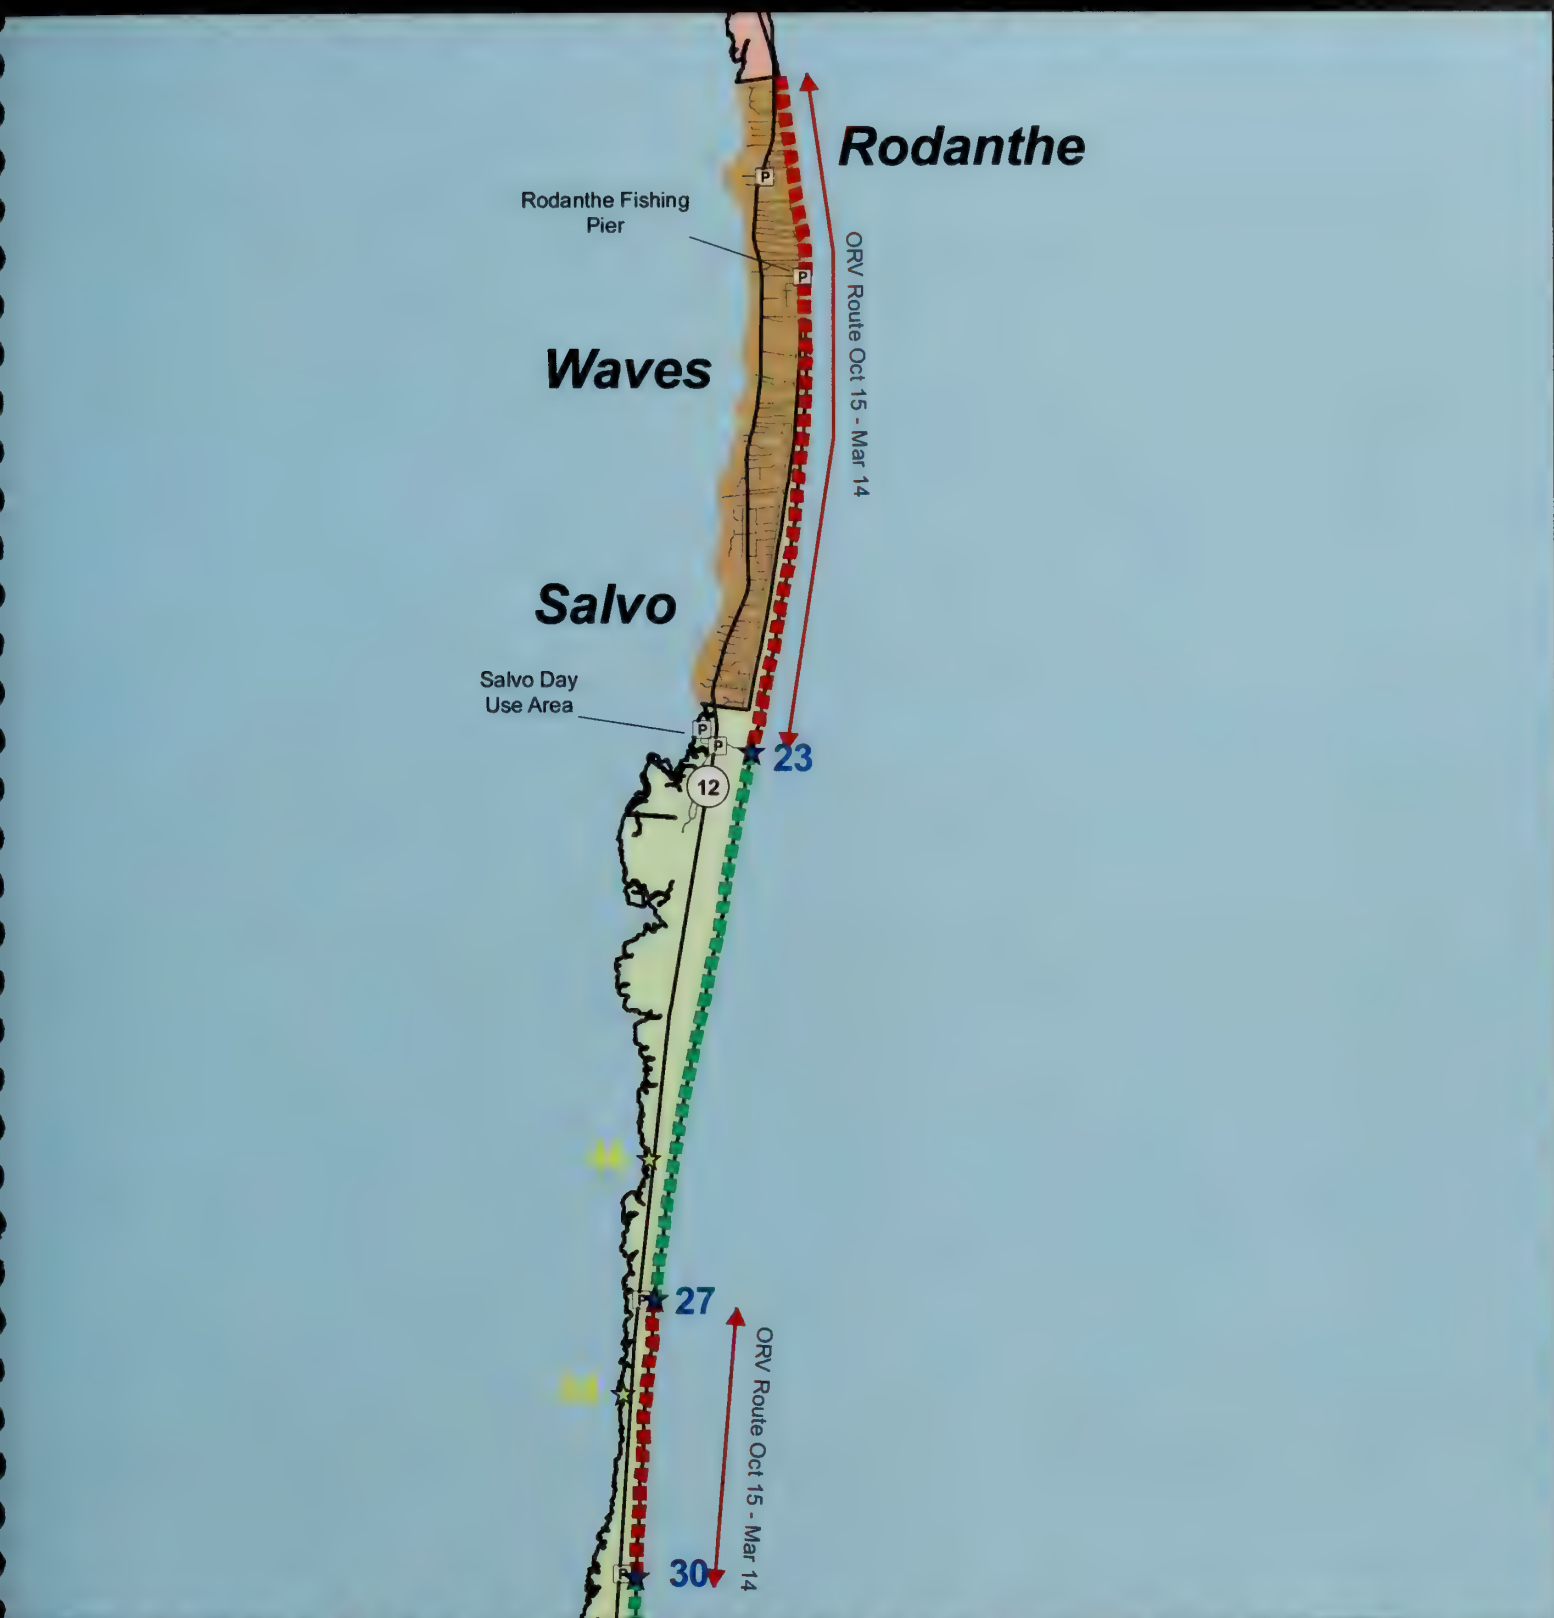 Rodanthe
P
Rodanthe Fishing
Pier
P
ORV Route Oct 15 - Mar 14
Waves
Salvo
Salvo Day
Use Area
P
P
23
12
P
27
ORV Route Oct 15 - Mar 14
P
30